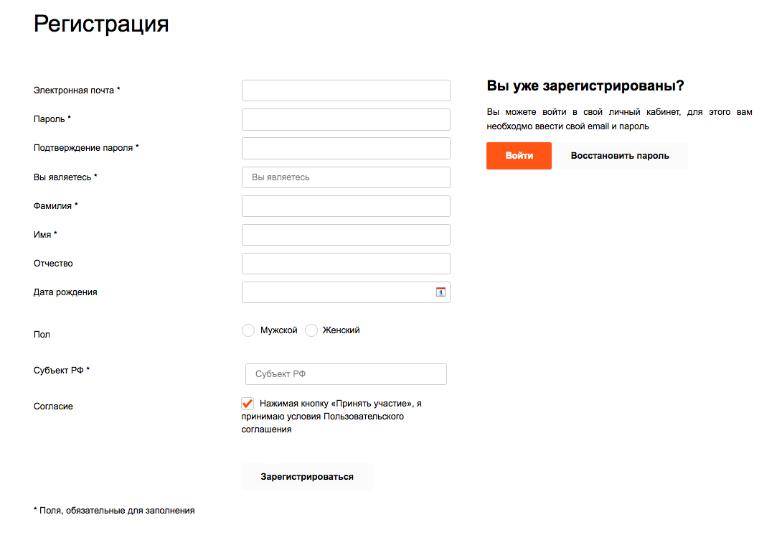 Регистрация
Электронная почта *
Пароль *
Подтверждение пароля *
Вы являетесь *
Вы являетесь
Фамилия *
Имя *
Отчество
Дата рождения
1
Пол
Мужской
Женский
Субъект РФ *
Субъект РФ
Согласие
Нажимая кнопку «Принять участие», я
принимаю условия Пользовательского
соглашения
Зарегистрироваться
* Поля, обязательные для заполнения
Вы уже зарегистрированы?
Вы можете войти в свой личный кабинет, для этого вам
необходмо ввести свой email и пароль
Войти
Восстановить пароль